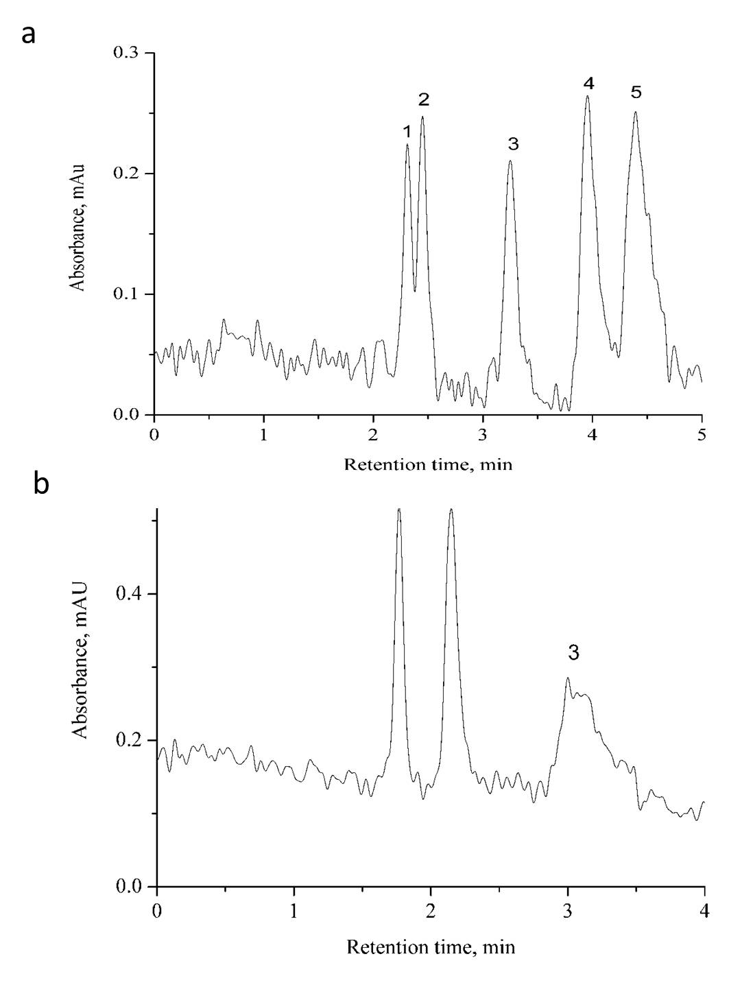 a
0.3
0.2
0.1
0.0
Absorbance, mAu
1
2
3
4
5
0 1 2 3 4 5
Retention time, min
b
0.4
0.2
0.0
Absorbance, mAU
3
0 1 2 3 4
Retention time, min